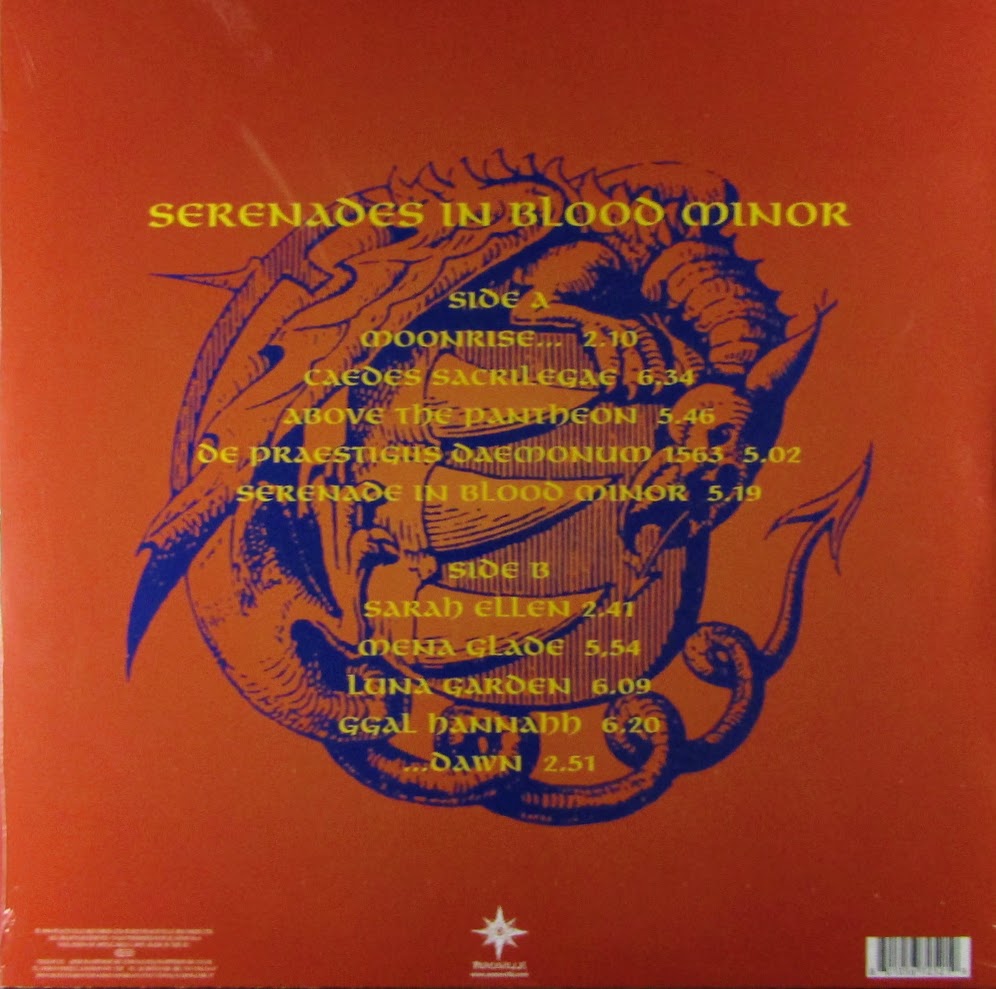 SERENADES IN BLOOD MINOR
SIDE A
MOONRISE... 2.10
CAEDES SACRILEGAE 6,34
ABOVE THE PANTHEON 5.46
DE PRAESTIGIIS DAEMONUM 1563 5.02
SERENADE IN BLOOD MINOR 5.19
SIDE B
SARAH ELLEN 2.41
MENA GLADE 5,54
LUNA GARDEN 6.09
GGAL HANNAHH 6.20
...DAWN 2.51
PEACEVILLE